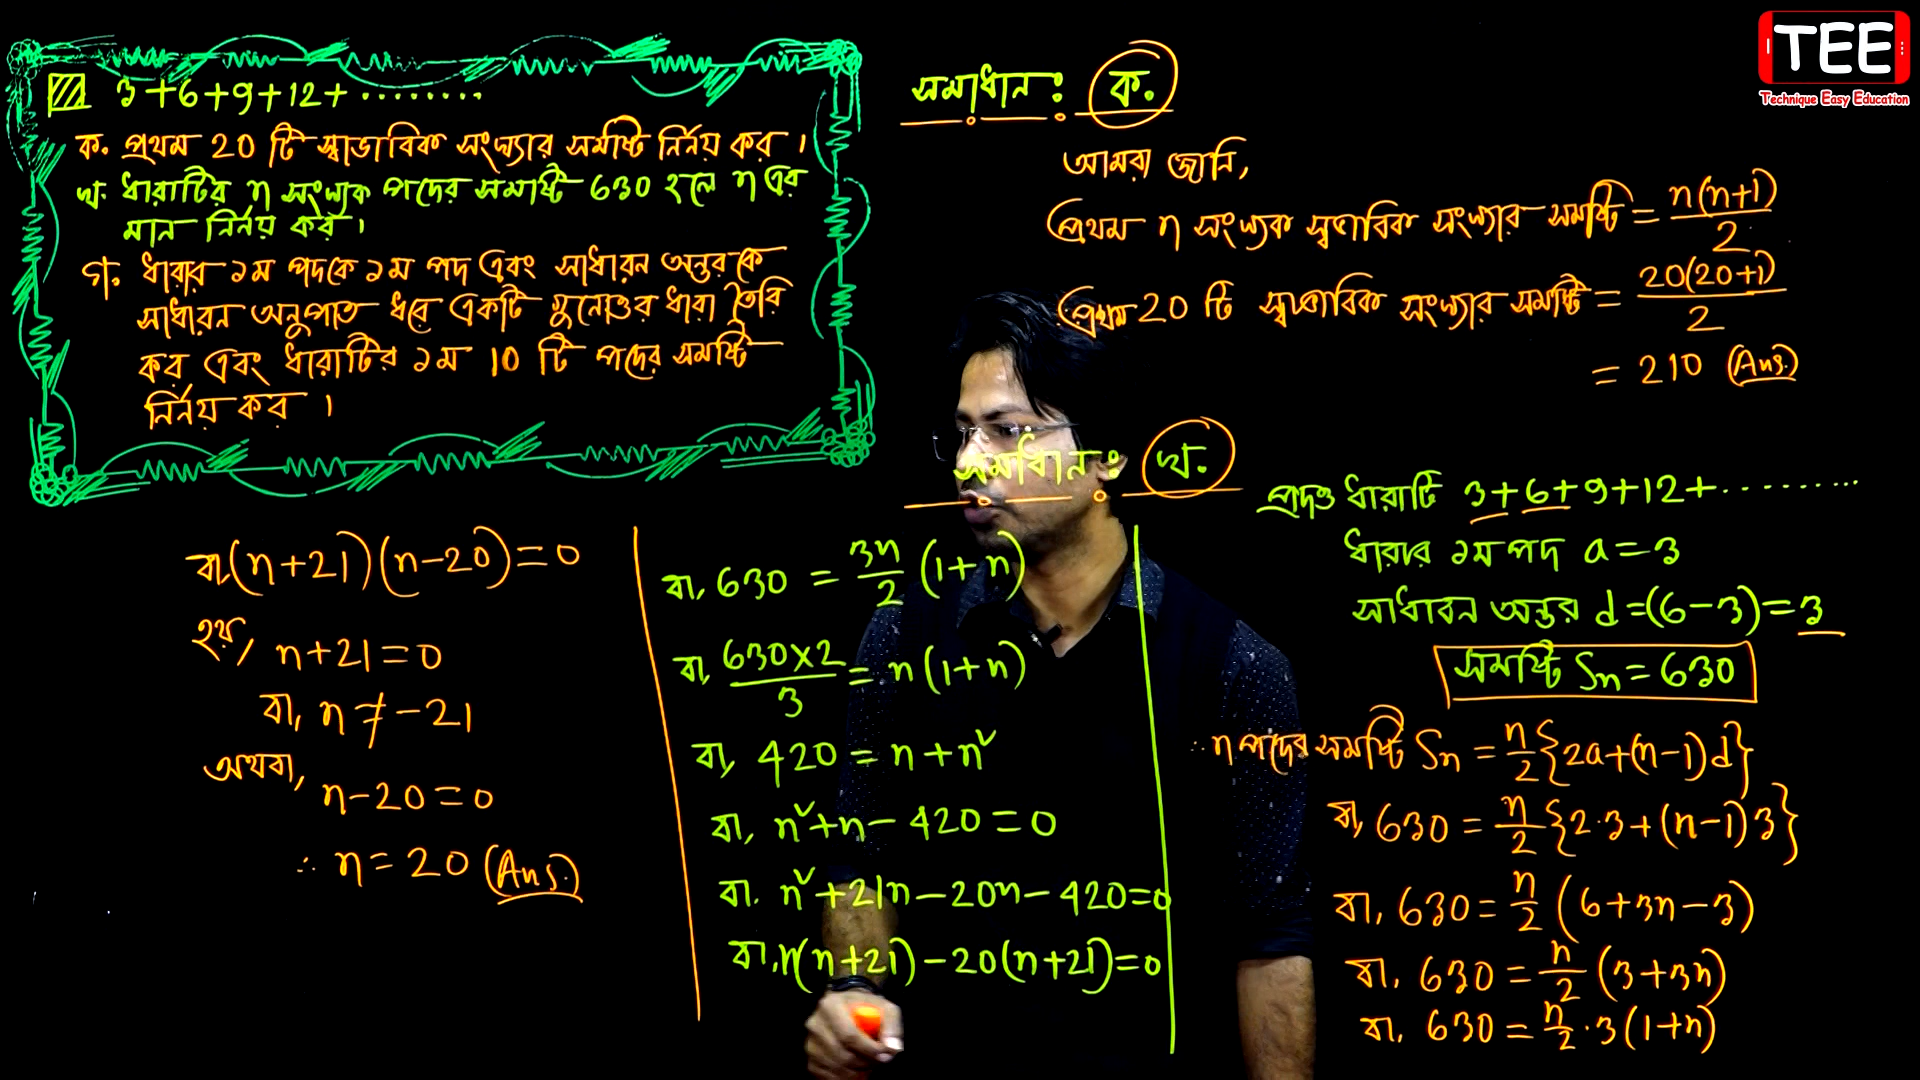 TEE
Technique Easy Education
3+6+9+12+ ........
ক. প্রথম 20 টি স্বাভাবিক সংখ্যার সমষ্টি নির্নয় কর ।
খ. ধারাটির n সংখ্যক পদের সমষ্টি 630 হলে n এর
মান নির্নয় কর ।
গ. ধারার ১ম পদকে ১ম পদ এবং সাধারন অন্তরকে
সাধারন অনুপাত ধরে একটি গুনোত্তর ধারা তৈরি
কর এবং ধারাটির ১ম 10 টি পদের সমষ্টি
নির্নয় কর ।
সমাধান : ক.
আমরা জানি,
প্রথম n সংখ্যক স্বভাবিক সংখ্যার সমষ্টি = n(n+1)/2
প্রথম 20 টি স্বাভাবিক সংখ্যার সমষ্টি = 20(20+1)/2
= 210 (Ans.)
সমাধান : খ.
প্রদত্ত ধারাটি 3+6+9+12+.........
ধারার ১ম পদ a = 3
সাধারন অন্তর d =(6-3)= 3
সমষ্টি Sn = 630
∴ n পদের সমষ্টি Sn = n/2{2a+(n-1)d}
বা, 630 = n/2{2·3+(n-1)3}
বা, 630 = n/2 (6+3n-3)
বা, 630 = n/2 (3+3n)
বা, 630 = n/2·3(1+n)
বা, 630 = 3n/2 (1+n)
বা, 630×2/3 = n(1+n)
বা, 420 = n+n²
বা, n²+n-420=0
বা. n²+21n-20n-420=0
বা, n(n+21)-20(n+21)=0
বা,(n+21)(n-20)=0
হয়, n+21=0
বা, n≠-21
অথবা,
n-20=0
∴ n=20 (Ans.)